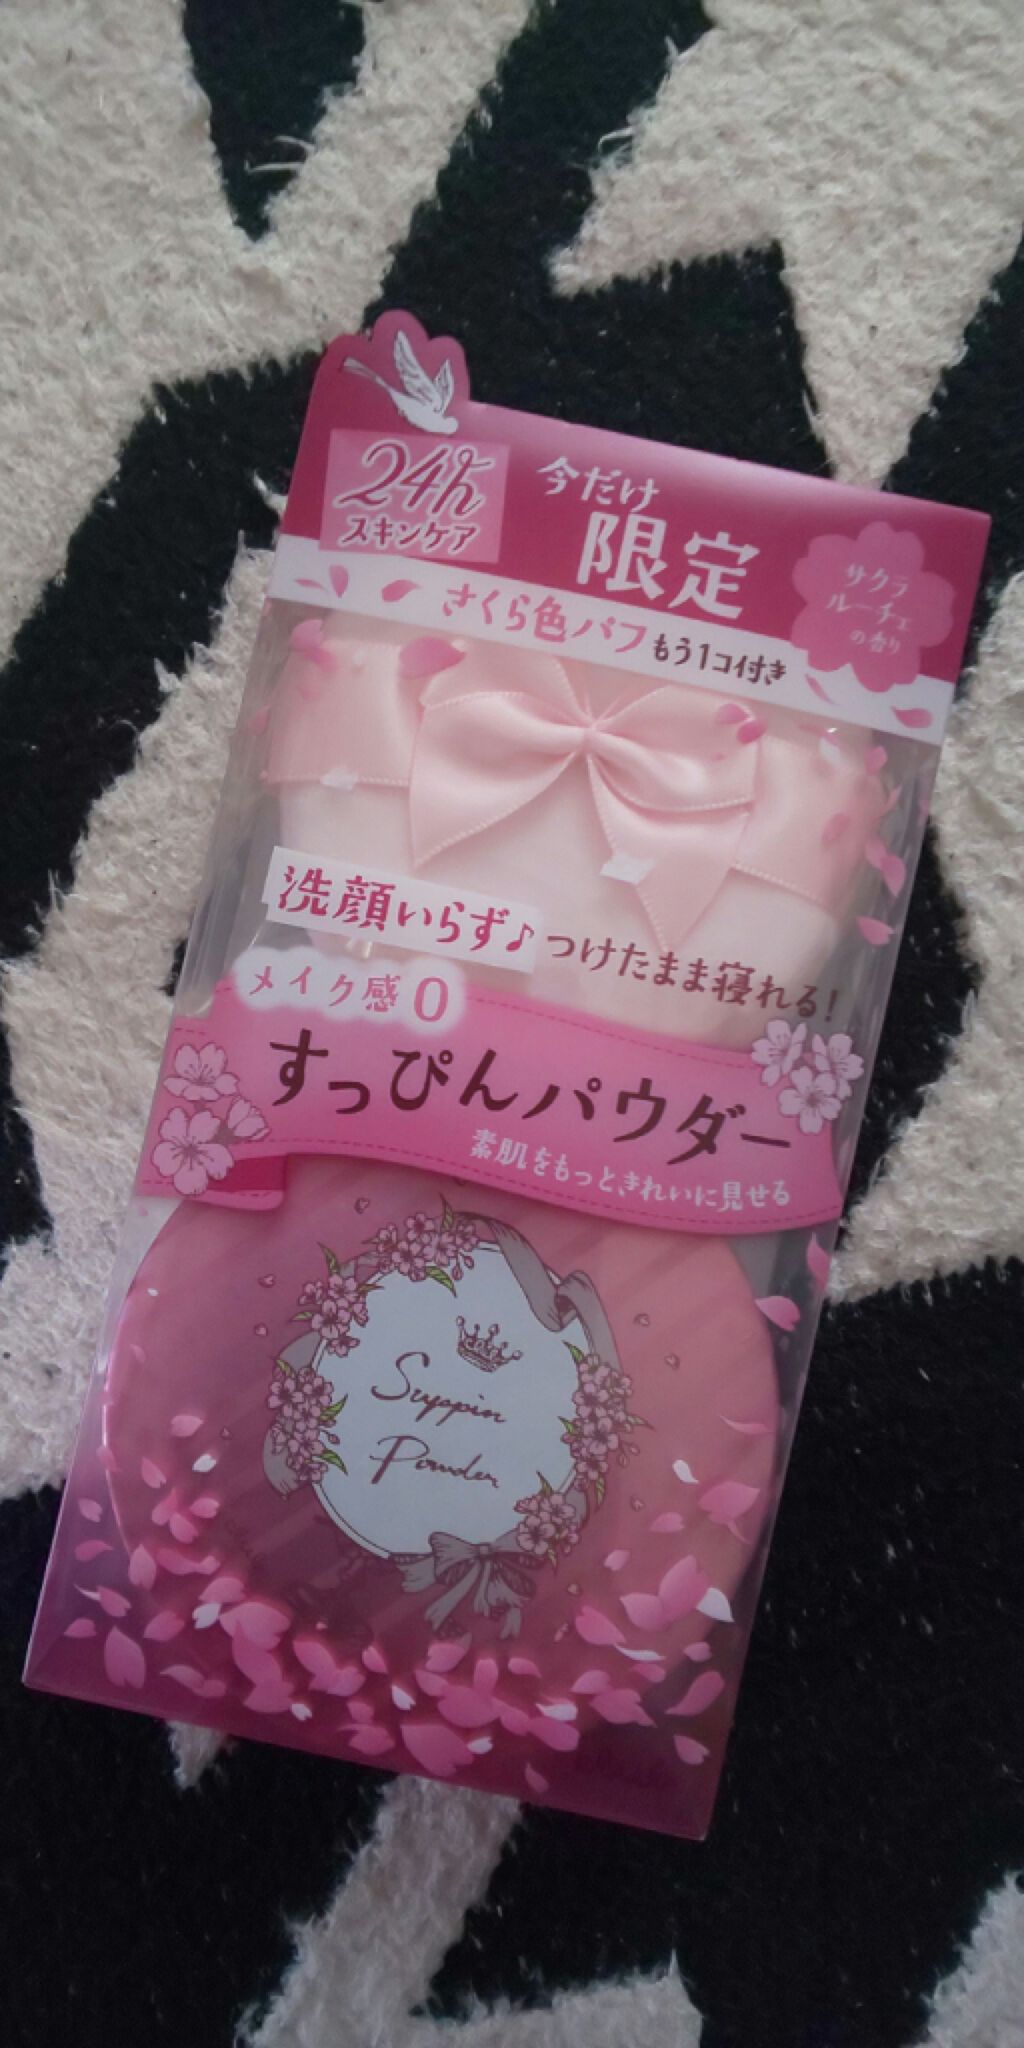 24h
スキンケア
今だけ
限定
サクラ
ルーチェ
の香り
さくら色パフもう1コ付き
洗顔いらず♪つけたまま寝れる!
メイク感0
すっぴんパウダー
素肌をもっときれいに見せる
Suppin
Powder